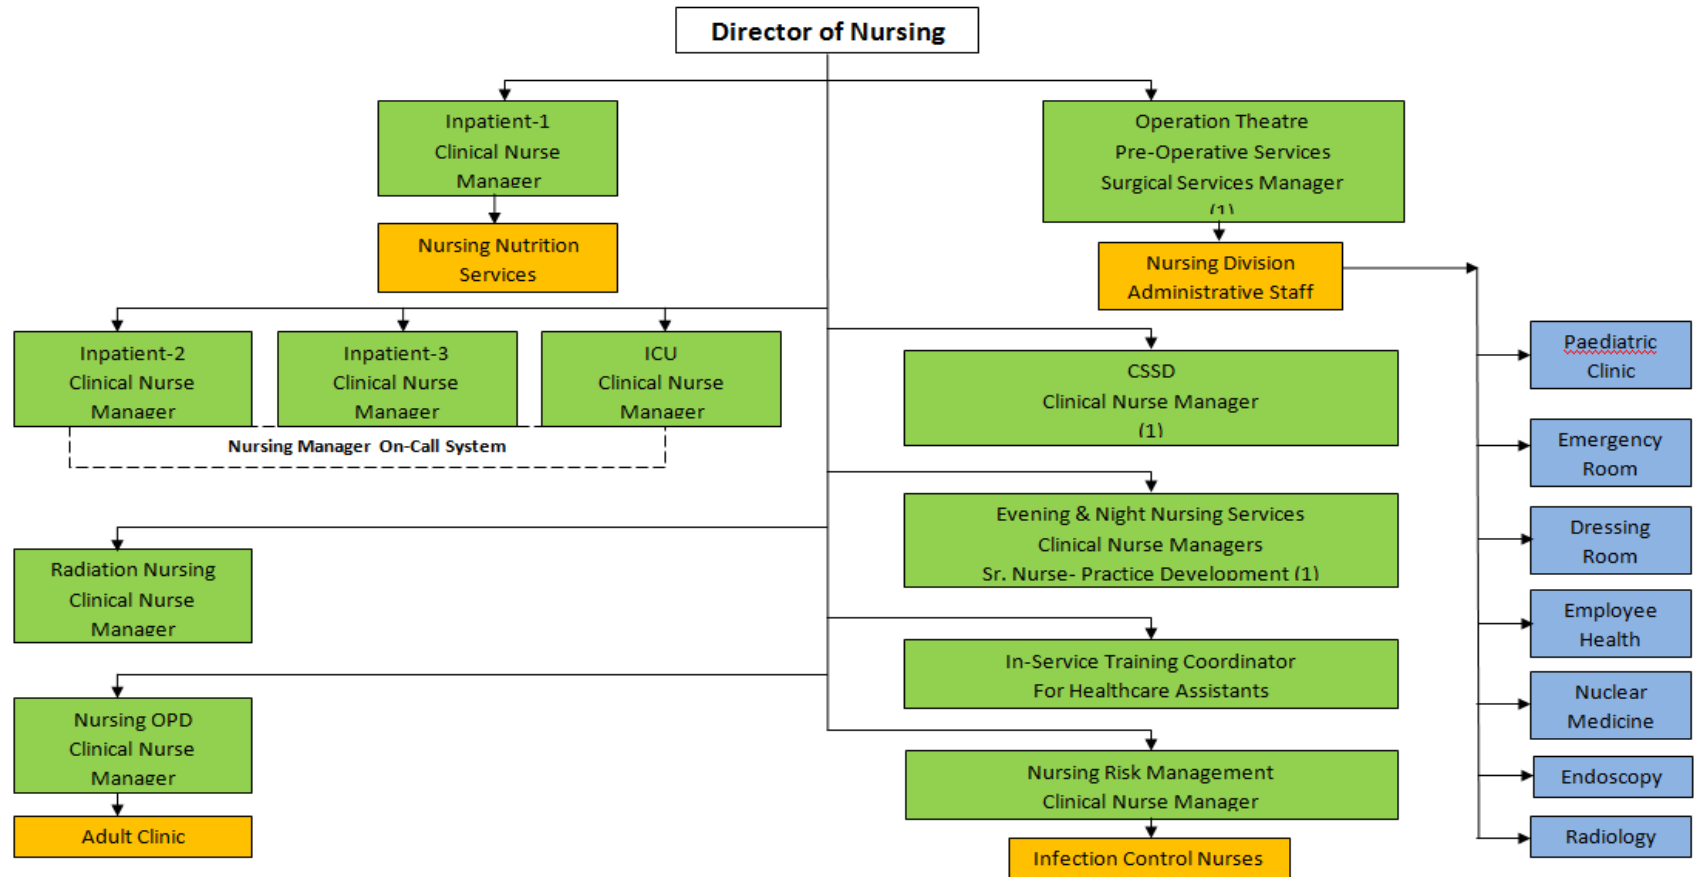 Director of Nursing
Inpatient-1
Clinical Nurse
Manager
Operation Theatre
Pre-Operative Services
Surgical Services Manager
(1)
Nursing Nutrition
Services
Nursing Division
Administrative Staff
Inpatient-2
Clinical Nurse
Manager
Inpatient-3
Clinical Nurse
Manager
ICU
Clinical Nurse
Manager
Nursing Manager On-Call System
CSSD
Clinical Nurse Manager
(1)
Evening & Night Nursing Services
Clinical Nurse Managers
Sr. Nurse- Practice Development (1)
Radiation Nursing
Clinical Nurse
Manager
In-Service Training Coordinator
For Healthcare Assistants
Nursing OPD
Clinical Nurse
Manager
Adult Clinic
Nursing Risk Management
Clinical Nurse Manager
Infection Control Nurses
Paediatric
Clinic
Emergency
Room
Dressing
Room
Employee
Health
Nuclear
Medicine
Endoscopy
Radiology